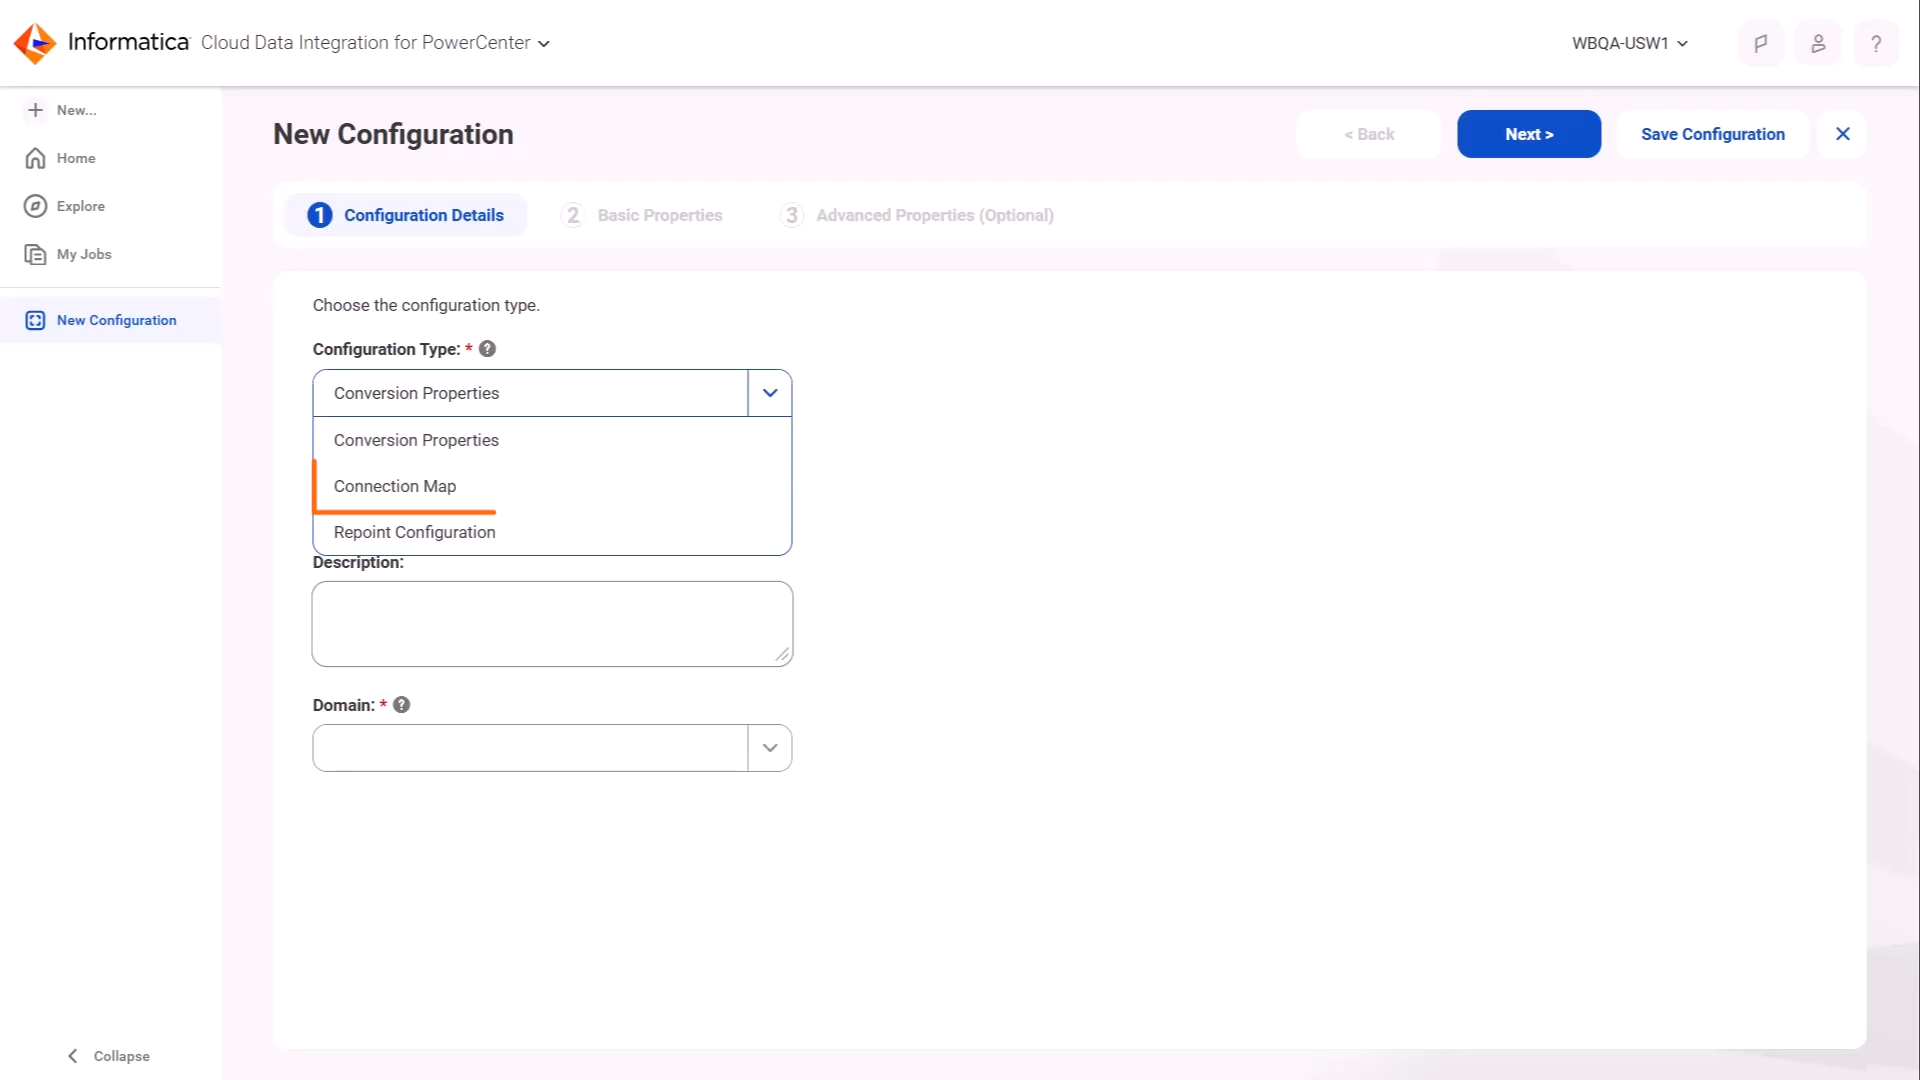 Informatica Cloud Data Integration for PowerCenter
WBQA-USW1
?
New...
Home
Explore
My Jobs
New Configuration
Collapse
New Configuration
< Back
Next >
Save Configuration
1 Configuration Details
2 Basic Properties
3 Advanced Properties (Optional)
Choose the configuration type.
Configuration Type: * ?
Conversion Properties
Conversion Properties
Connection Map
Repoint Configuration
Description:
Domain: * ?